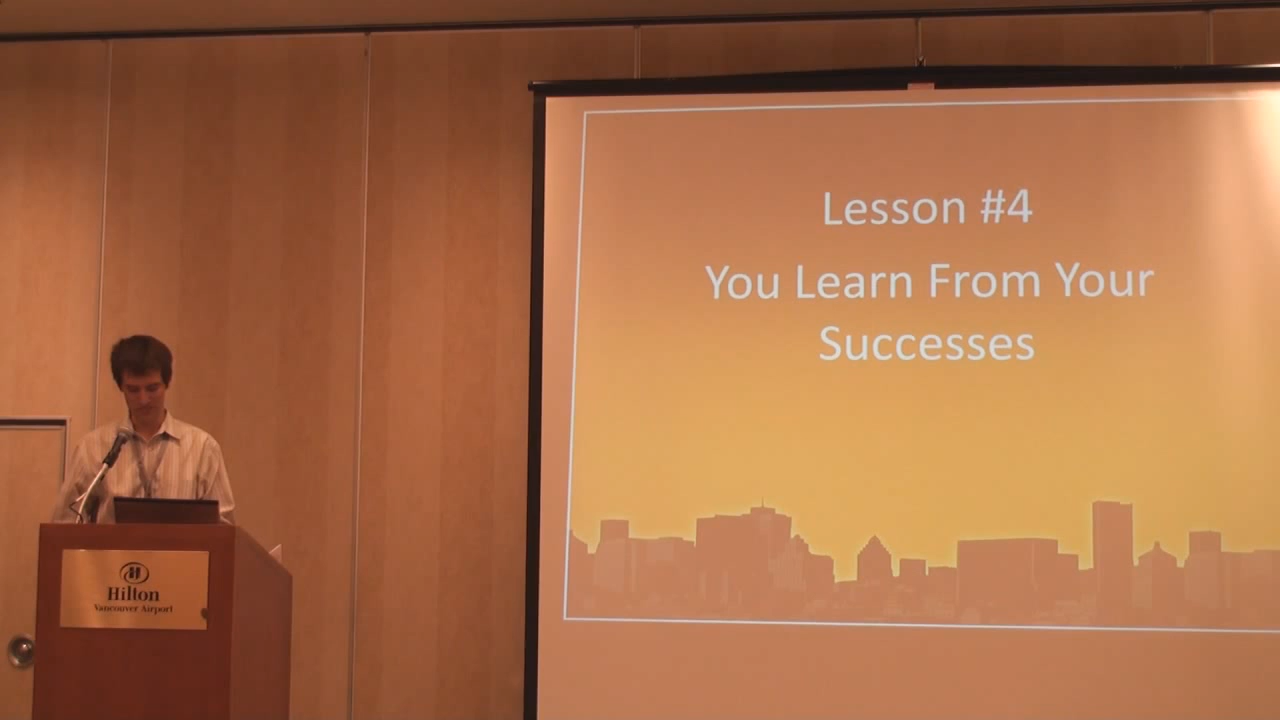 Lesson #4
You Learn From Your
Successes
Hilton
Vancouver Airport